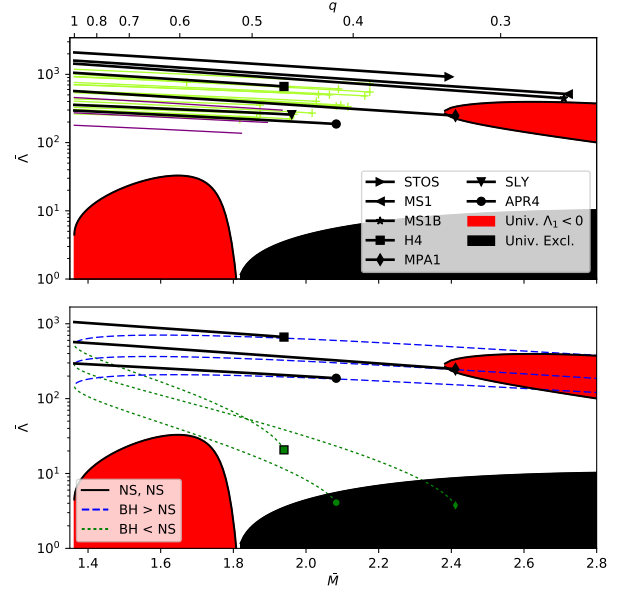 q
1 0.8 0.7 0.6 0.5 0.4 0.3
10³
10²
10¹
10⁰
Λ̄
STOS SLY
MS1 APR4
MS1B Univ. Λ₁ < 0
H4 Univ. Excl.
MPA1
10³
10²
10¹
10⁰
Λ̄
NS, NS
BH > NS
BH < NS
1.4 1.6 1.8 2.0 2.2 2.4 2.6 2.8
M̄